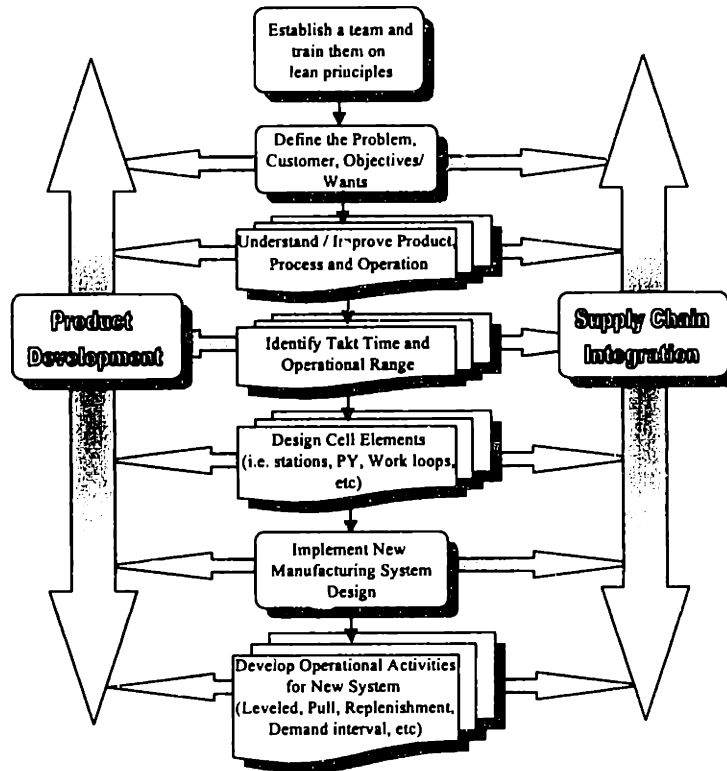 Establish a team and
train them on
lean principles
Define the Problem,
Customer, Objectives/
Wants
Understand / Improve Product,
Process and Operation
Product
Development
Identify Takt Time and
Operational Range
Supply Chain
Integration
Design Cell Elements
(i.e. stations, PY, Work loops,
etc)
Implement New
Manufacturing System
Design
Develop Operational Activities
for New System
(Leveled, Pull, Replenishment,
Demand interval, etc)